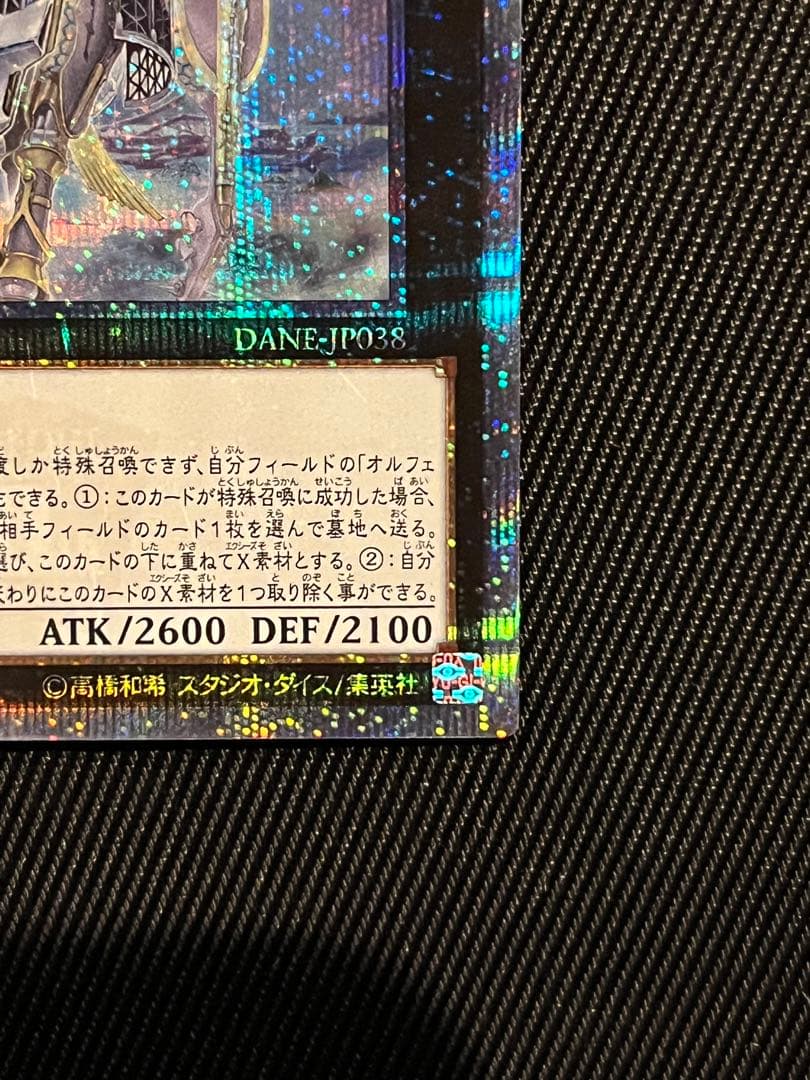 DANE-JP038
度しか特殊召喚できず、自分フィールドの「オルフェ
できる。①:このカードが特殊召喚に成功した場合、
相手フィールドのカード1枚を選んで墓地へ送る。
び、このカードの下に重ねてX素材とする。②:自分
わりにこのカードのX素材を1つ取り除く事ができる。
ATK/2600 DEF/2100
©高橋和希 スタジオ・ダイス/集英社